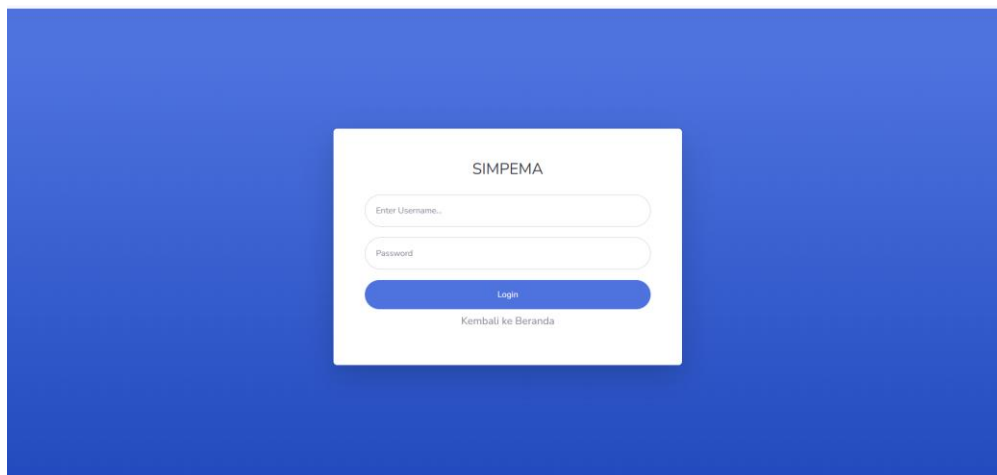 SIMPEMA
Enter Username...
Password
Login
Kembali ke Beranda